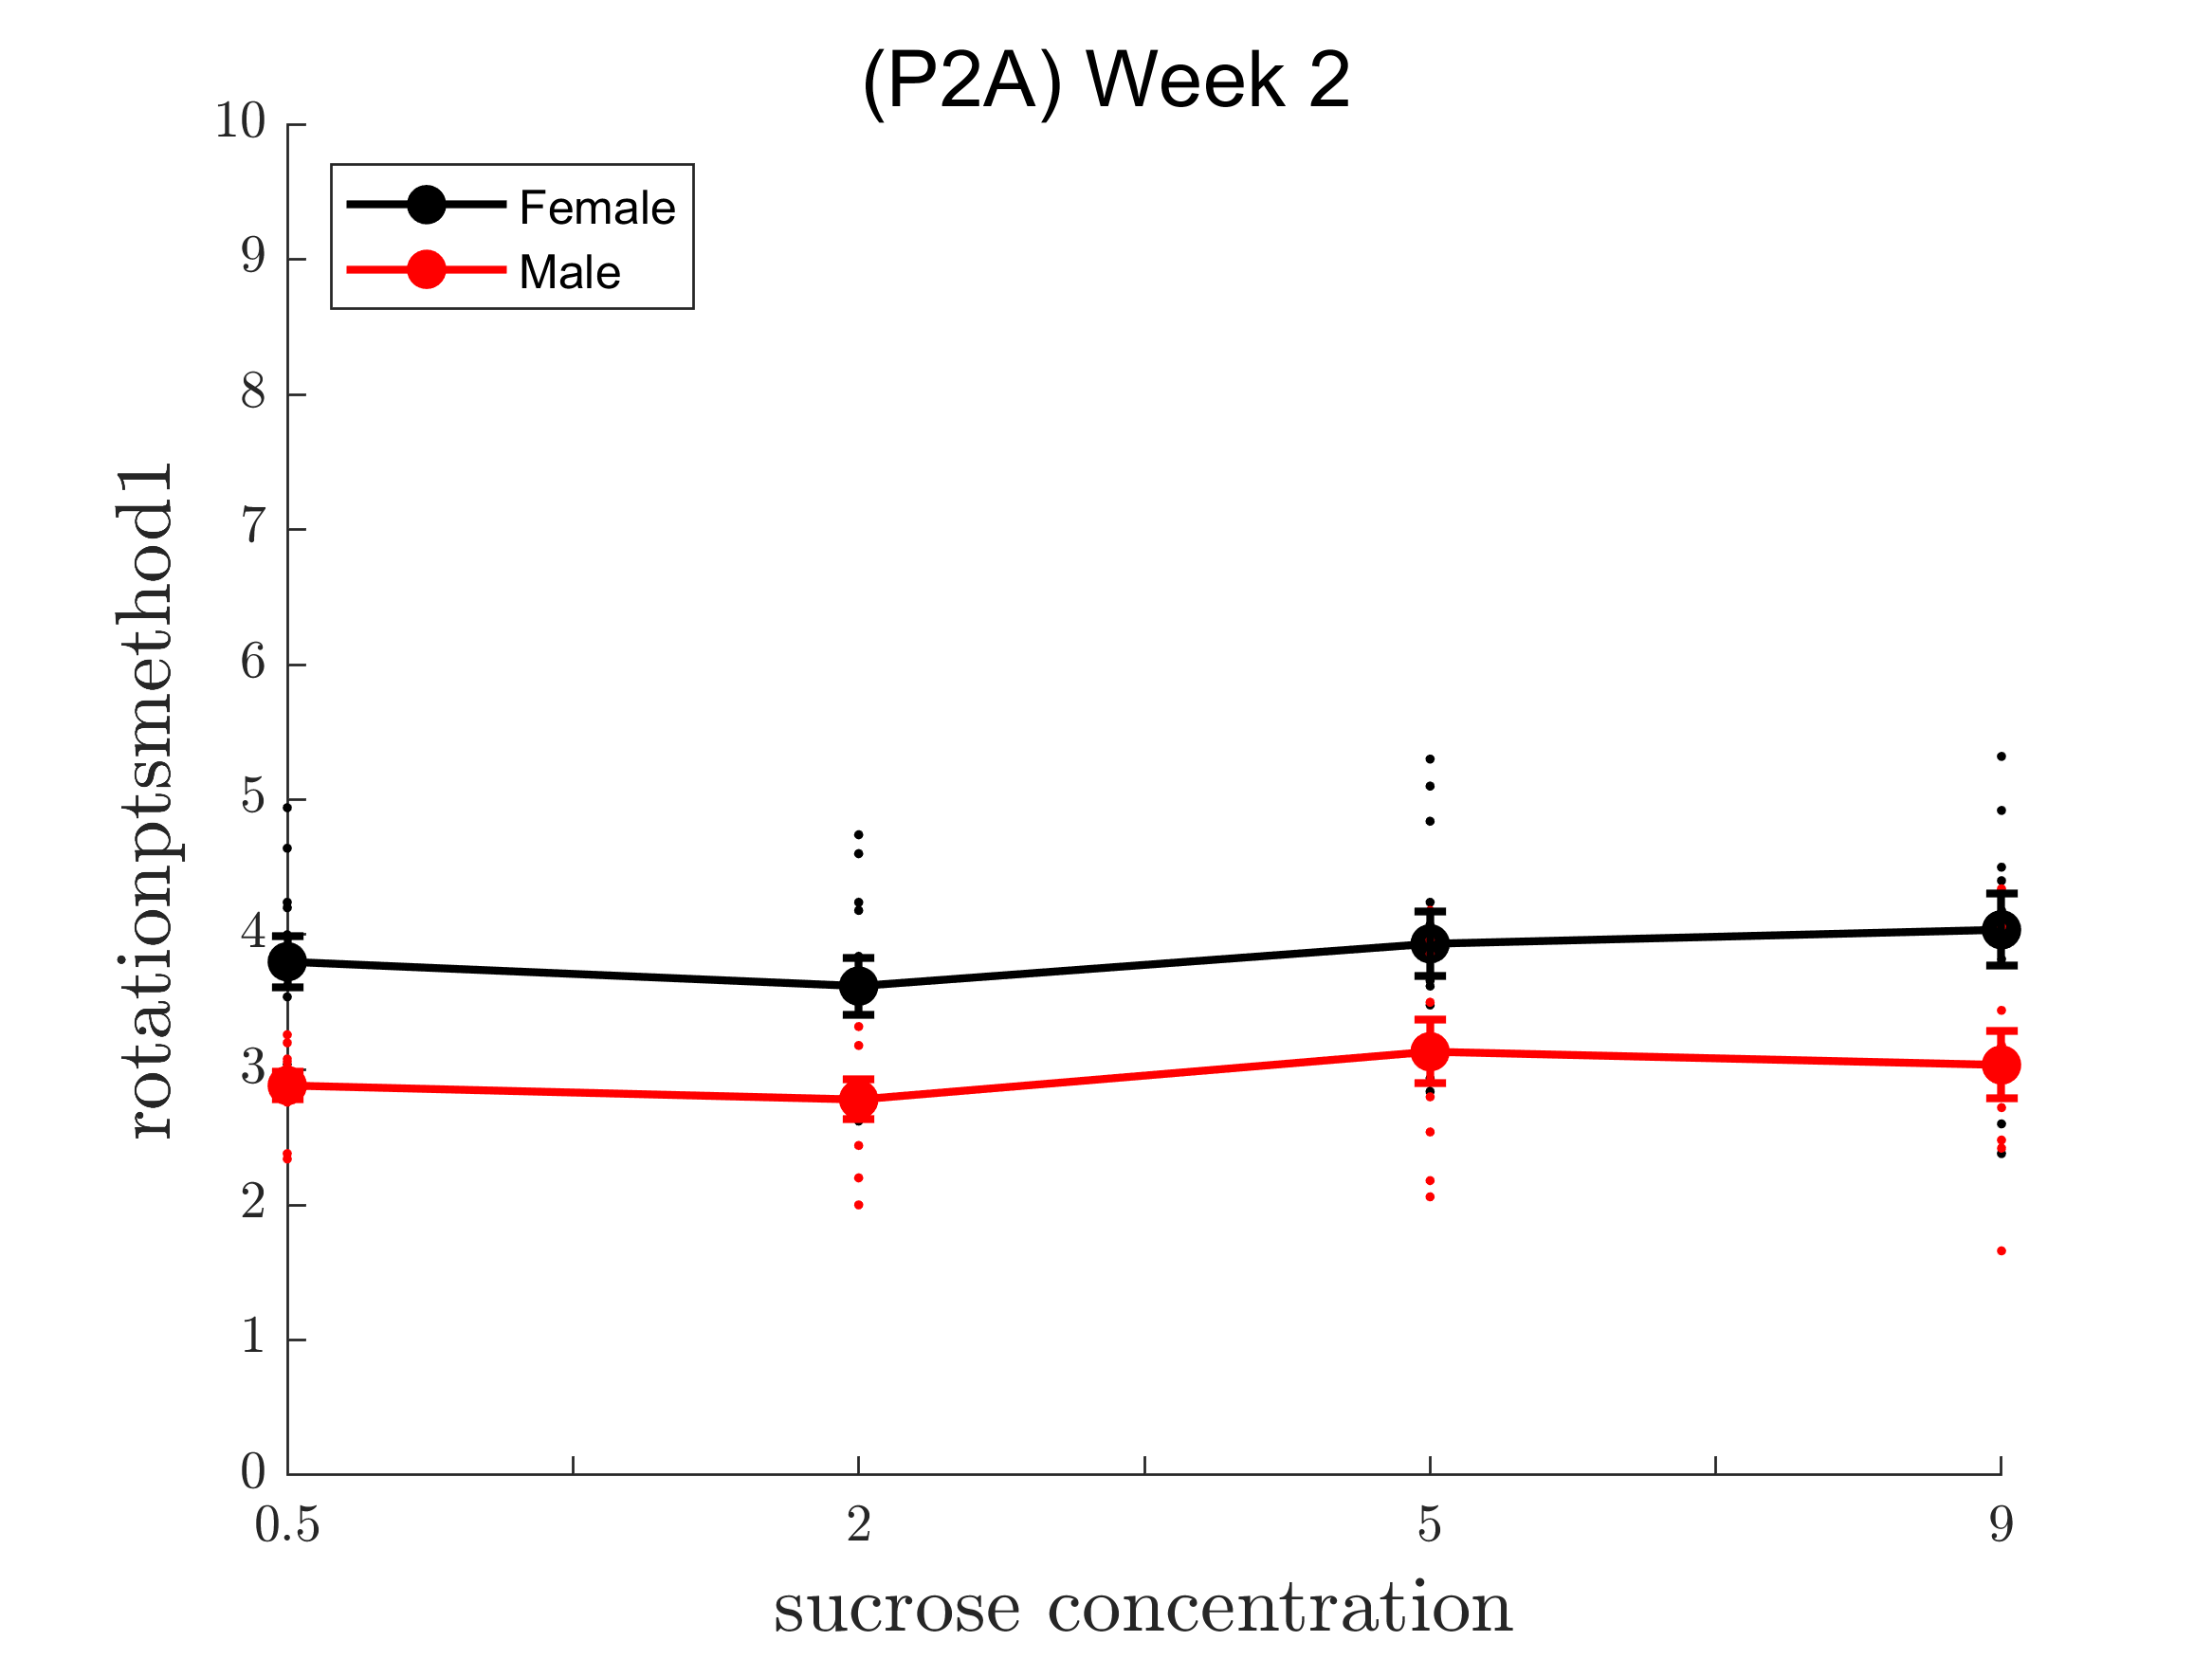 (P2A) Week 2
10
9
8
7
6
5
4
3
2
1
0
Female
Male
rotationptsmethod1
0.5 2 5 9
sucrose concentration